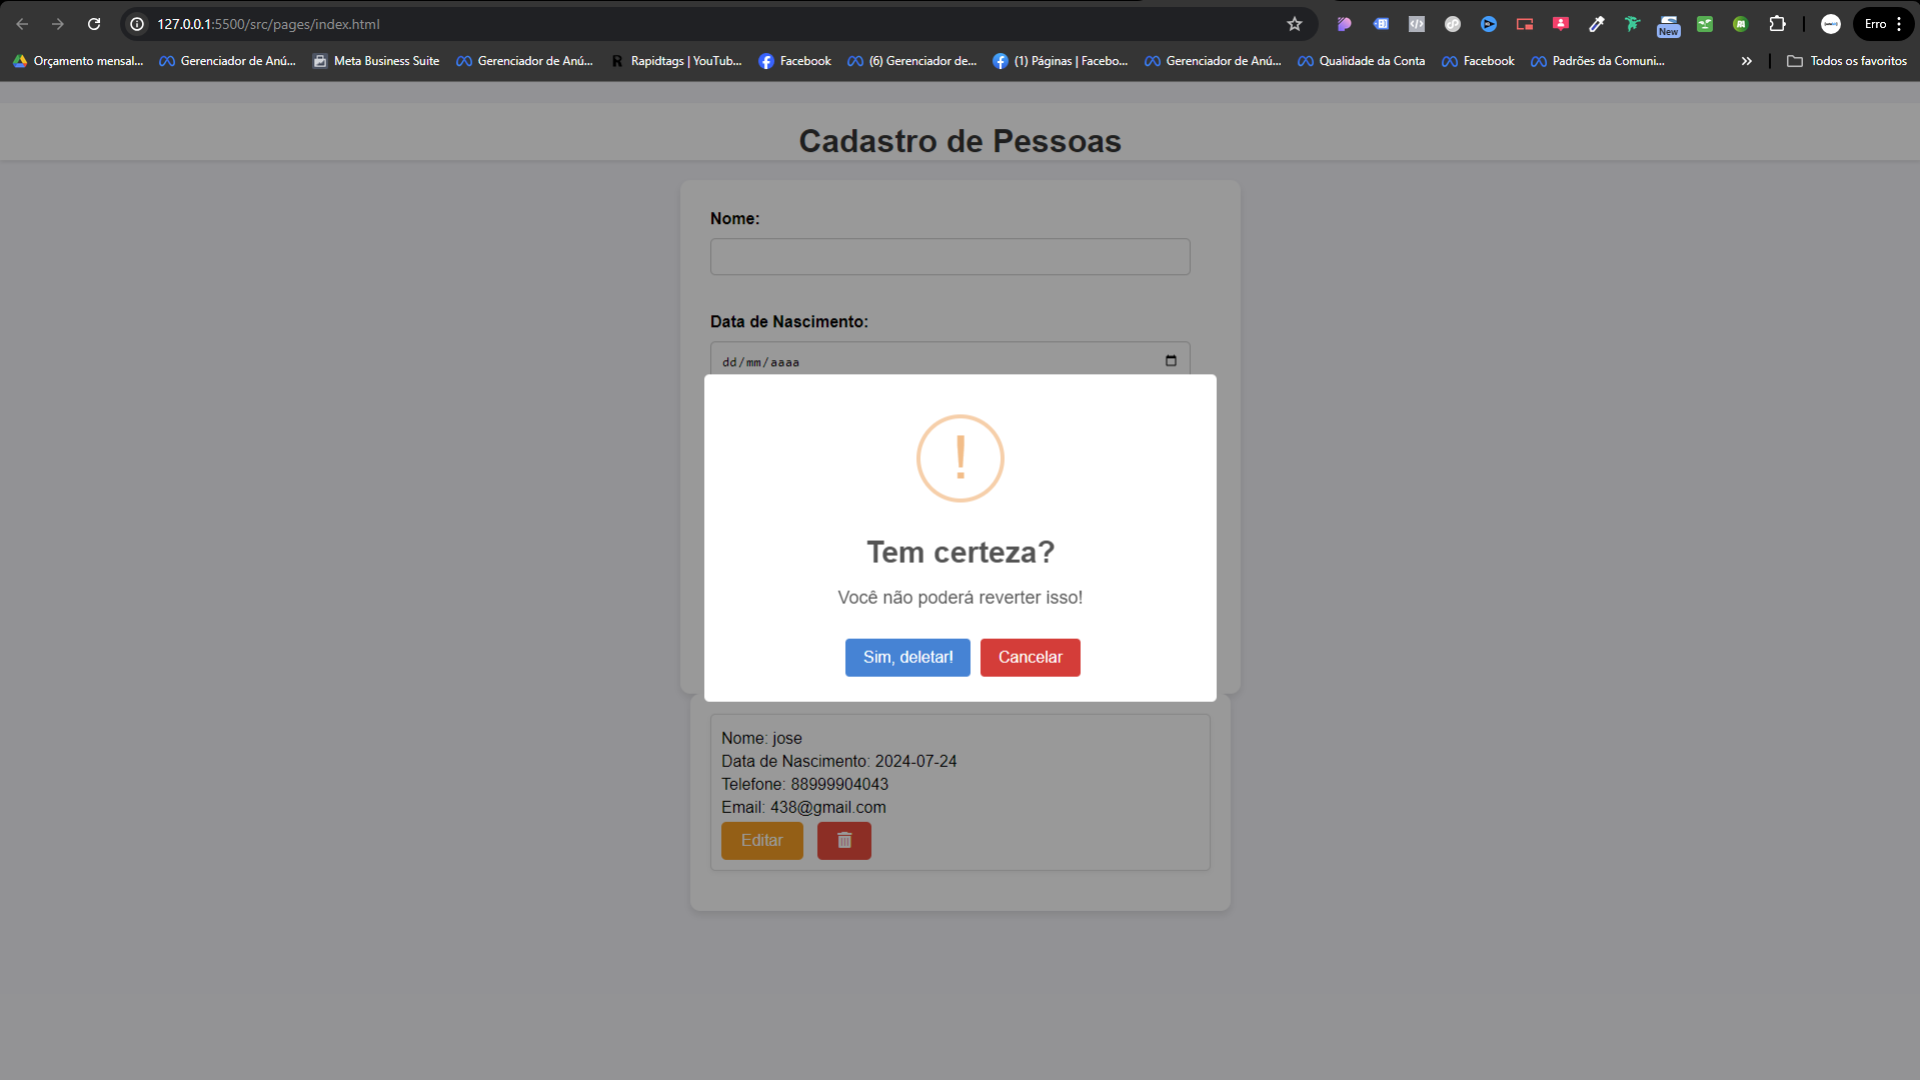 127.0.0.1:5500/src/pages/index.html
New
Erro
Orçamento mensal...
Gerenciador de Anú...
Meta Business Suite
Gerenciador de Anú...
R Rapidtags | YouTub...
Facebook
(6) Gerenciador de...
(1) Páginas | Facebo...
Gerenciador de Anú...
Qualidade da Conta
Facebook
Padrões da Comuni...
»
Todos os favoritos
Cadastro de Pessoas
Nome:
Data de Nascimento:
dd/mm/aaaa
!
Tem certeza?
Você não poderá reverter isso!
Sim, deletar!
Cancelar
Nome: jose
Data de Nascimento: 2024-07-24
Telefone: 88999904043
Email: 438@gmail.com
Editar